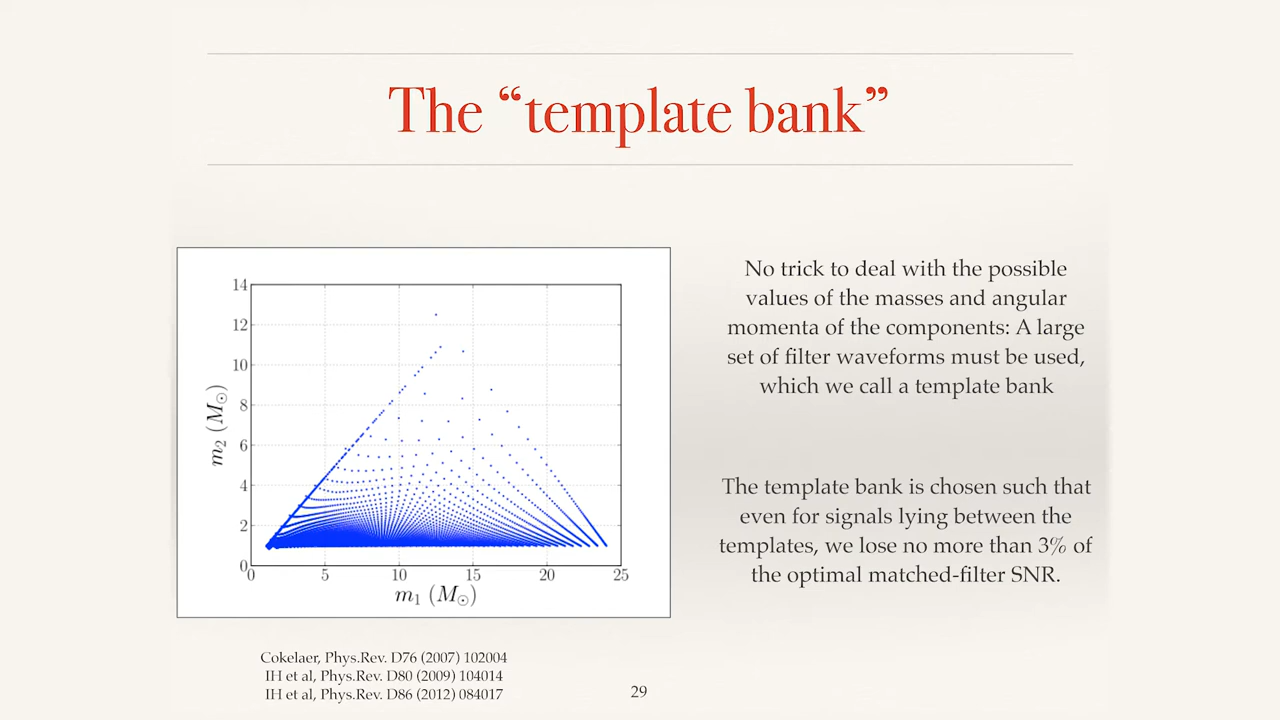 The “template bank”
14
12
10
8
6
4
2
0
0 5 10 15 20 25
m₂ (M☉)
m₁ (M☉)
No trick to deal with the possible
values of the masses and angular
momenta of the components: A large
set of filter waveforms must be used,
which we call a template bank
The template bank is chosen such that
even for signals lying between the
templates, we lose no more than 3% of
the optimal matched-filter SNR.
Cokelaer, Phys.Rev. D76 (2007) 102004
IH et al, Phys.Rev. D80 (2009) 104014
IH et al, Phys.Rev. D86 (2012) 084017
29